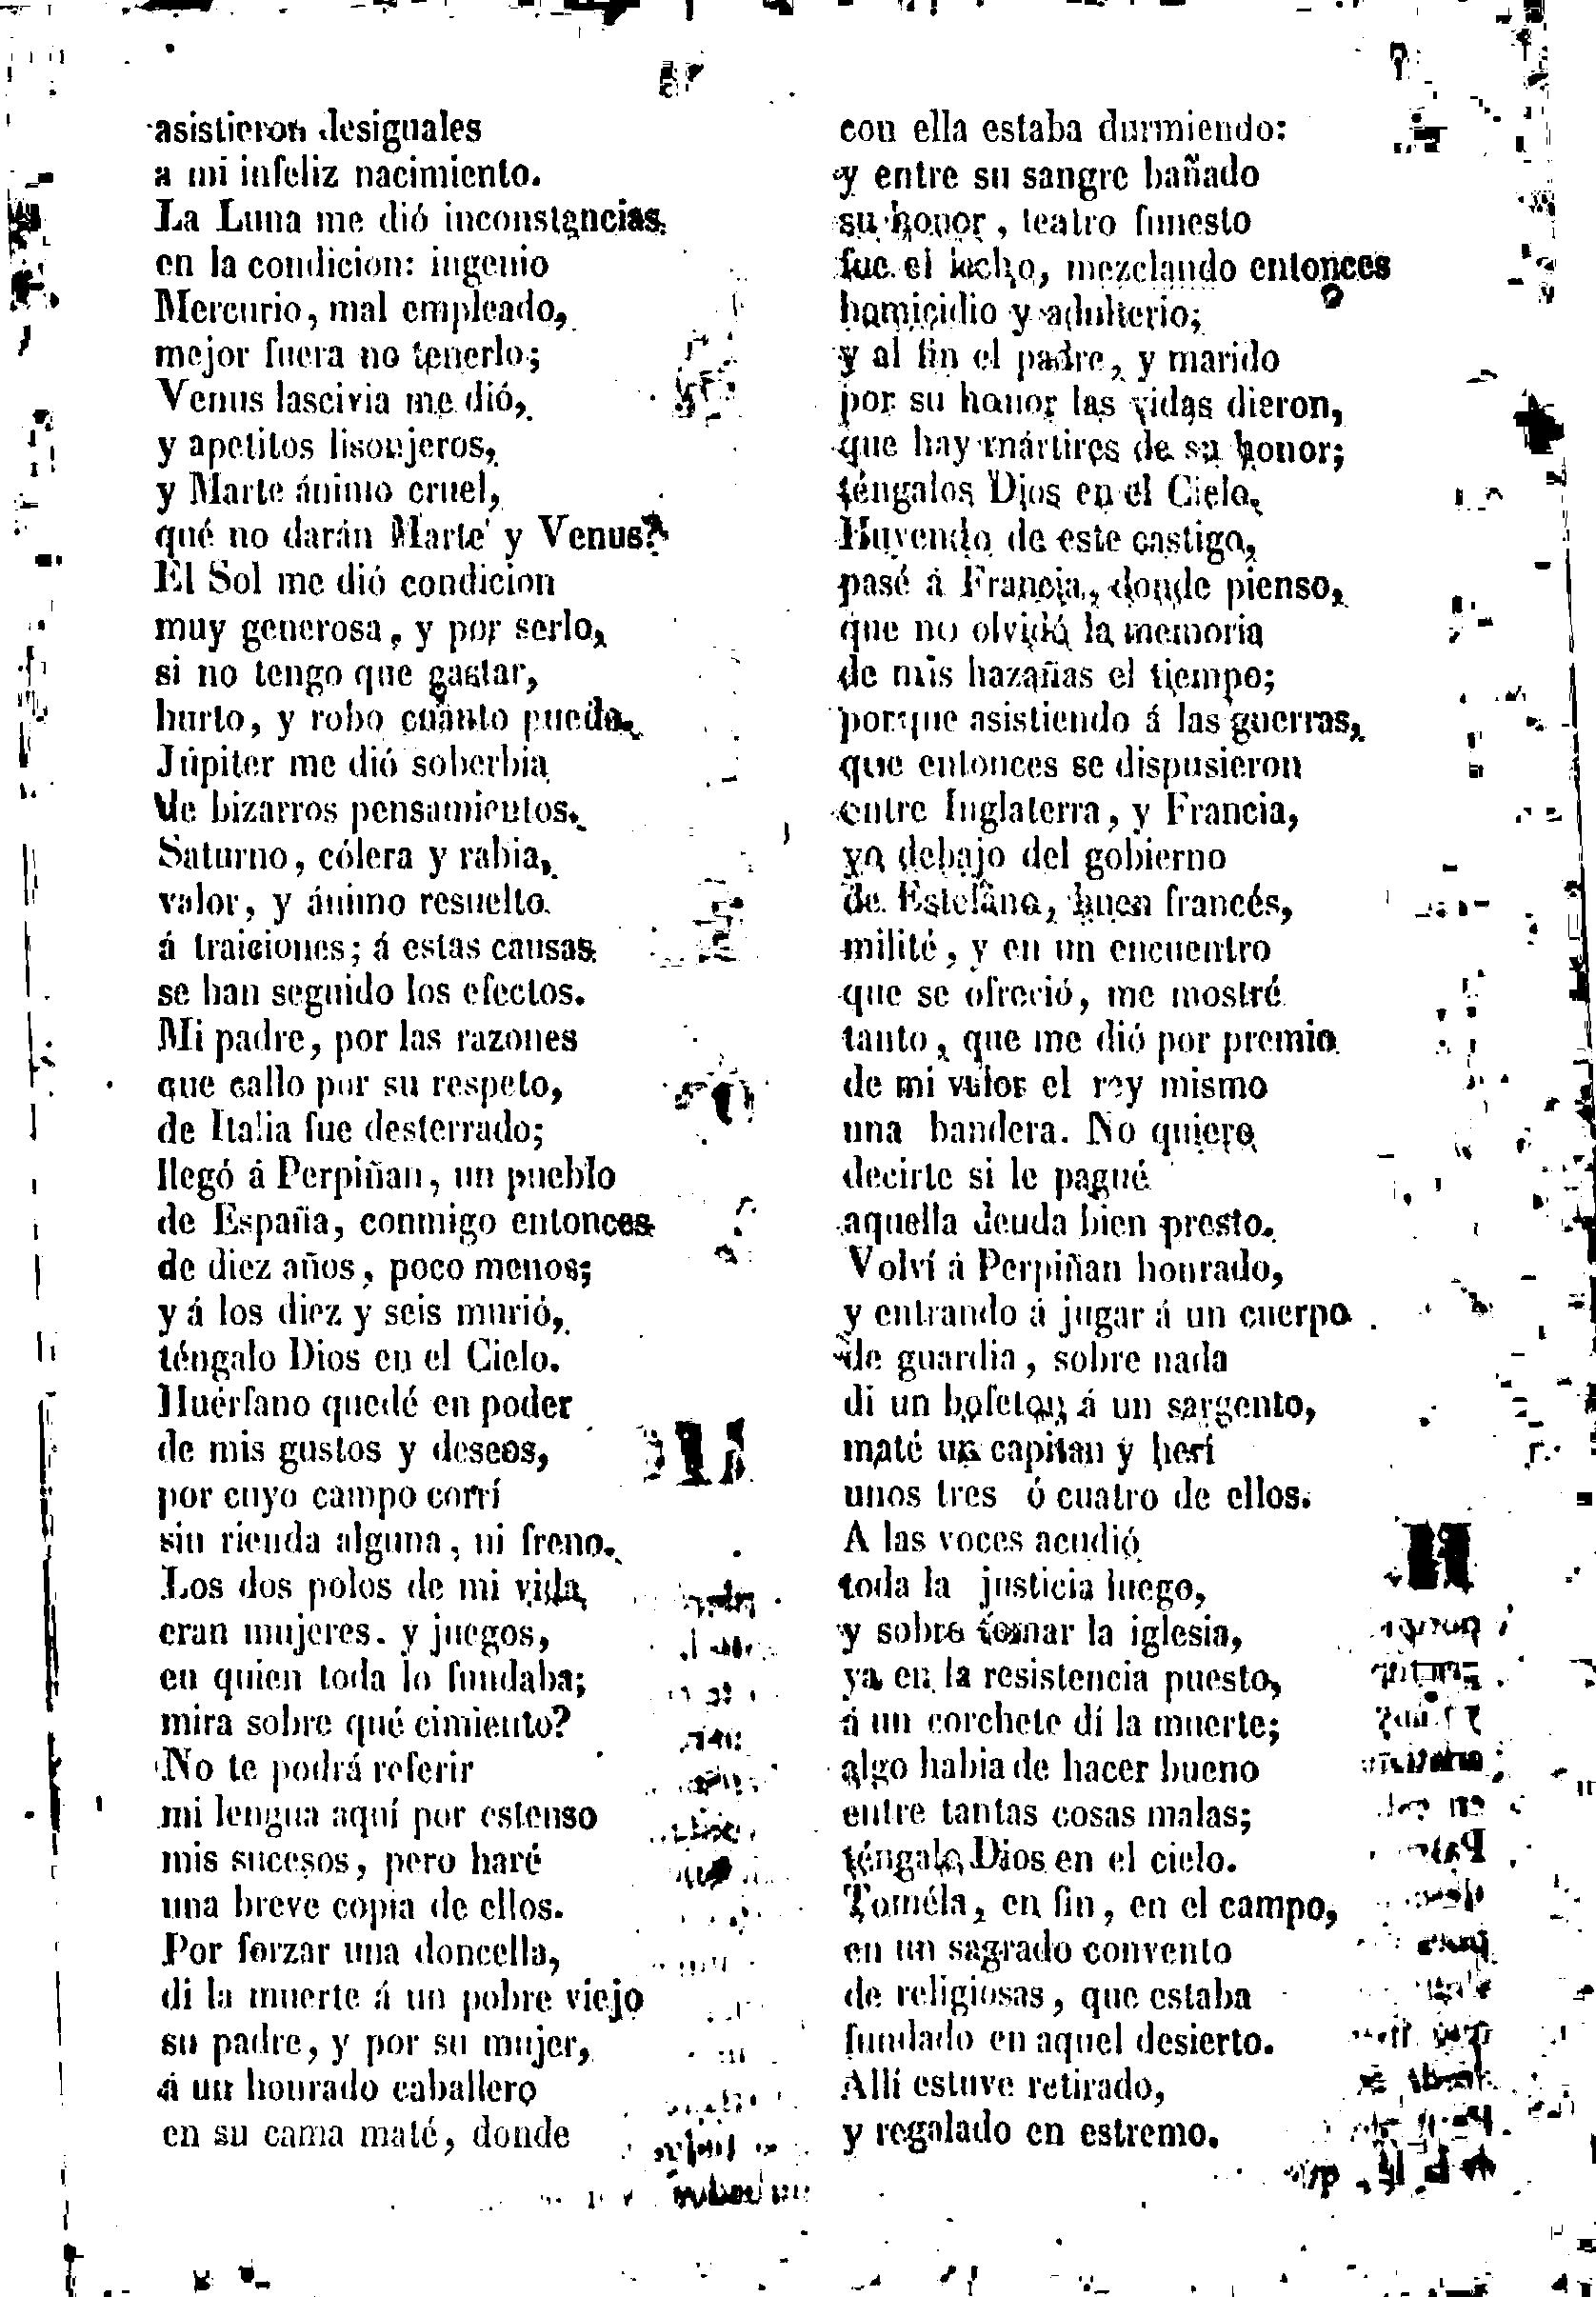 asistieron desiguales
a mi infeliz nacimiento.
La Luna me dió inconstancias
en la condicion: ingenio
Mercurio, mal empleado,
mejor fuera no tenerlo;
Venus lascivia me dió,
y apetitos lisonjeros,
y Marte ánimo cruel,
qué no darán Marte y Venus?
El Sol me dió condicion
muy generosa, y por serlo,
si no tengo que gastar,
hurto, y robo cuanto puedo.
Júpiter me dió soberbia
de bizarros pensamientos.
Saturno, cólera y rabia,
valor, y ánimo resuelto
á traiciones; á estas causas
se han seguido los efectos.
Mi padre, por las razones
que callo por su respeto,
de Italia fue desterrado;
llegó á Perpiñan, un pueblo
de España, conmigo entonces
de diez años, poco menos;
y á los diez y seis murió,
téngalo Dios en el Cielo.
Huérfano quedé en poder
de mis gustos y deseos,
por cuyo campo corrí
sin rienda alguna, ni freno.
Los dos polos de mi vida
eran mujeres. y juegos,
en quien toda lo fundaba;
mira sobre qué cimiento?
No te podrá referir
mi lengua aquí por estenso
mis sucesos, pero haré
una breve copia de ellos.
Por forzar una doncella,
di la muerte á un pobre viejo
su padre, y por su mujer,
á un honrado caballero
en su cama maté, donde
con ella estaba durmiendo:
y entre su sangre bañado
su honor, teatro funesto
fue el lecho, mezclando entonces
homicidio y adulterio;
y al fin el padre, y marido
por su honor las vidas dieron,
que hay mártires de su honor;
téngalos Dios en el Cielo.
Huyendo de este castigo,
pasé á Francia, donde pienso,
que no olvidó la memoria
de mis hazañas el tiempo;
porque asistiendo á las guerras,
que entonces se dispusieron
entre Inglaterra, y Francia,
yo debajo del gobierno
de Estefano, buen francés,
milité, y en un encuentro
que se ofreció, me mostré
tanto, que me dió por premio
de mi valor el rey mismo
una bandera. No quiero
decirte si le pagué
aquella deuda bien presto.
Volví á Perpiñan honrado,
y entrando á jugar á un cuerpo
de guardia, sobre nada
di un bofeton á un sargento,
maté un capitan y herí
unos tres ó cuatro de ellos.
A las voces acudió
toda la justicia luego,
y sobre tomar la iglesia,
ya en la resistencia puesto,
á un corchete dí la muerte;
algo habia de hacer bueno
entre tantas cosas malas;
téngalo Dios en el cielo.
Toméla, en fin, en el campo,
en un sagrado convento
de religiosas, que estaba
fundado en aquel desierto.
Allí estuve retirado,
y regalado en estremo.